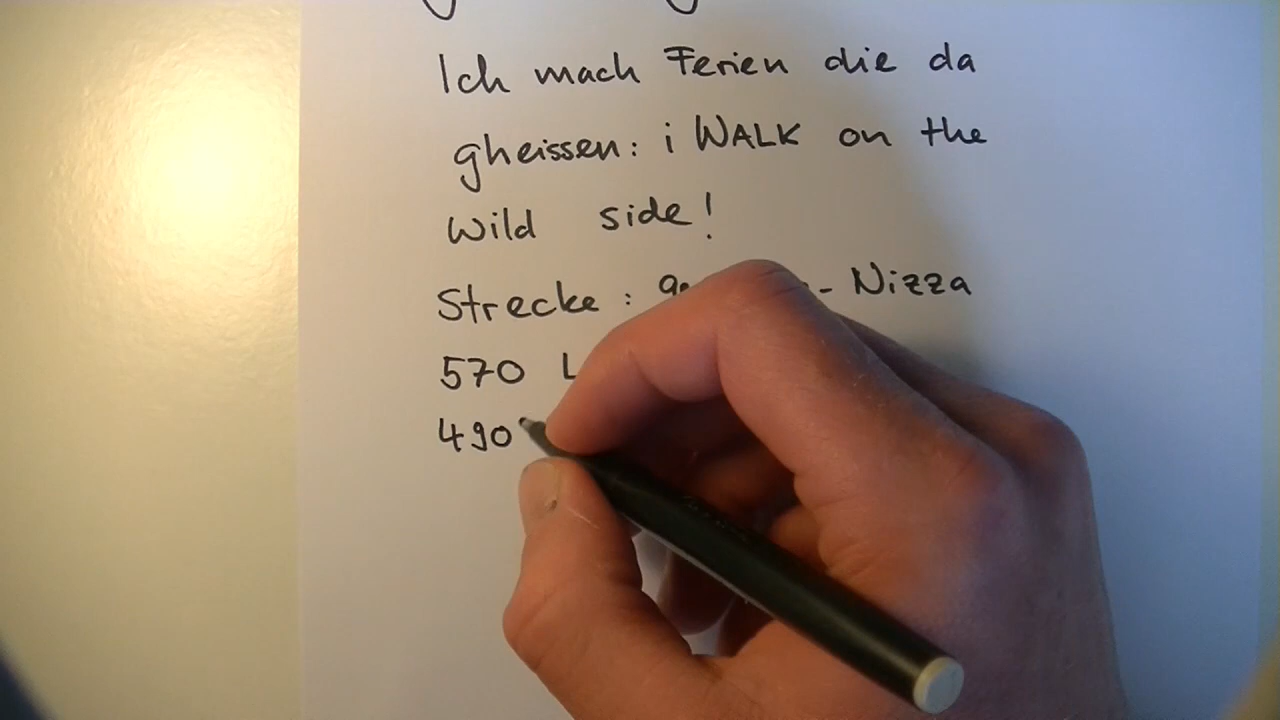 Ich mach Ferien die da
gheissen: i WALK on the
Wild side!
Strecke: - Nizza
570
490